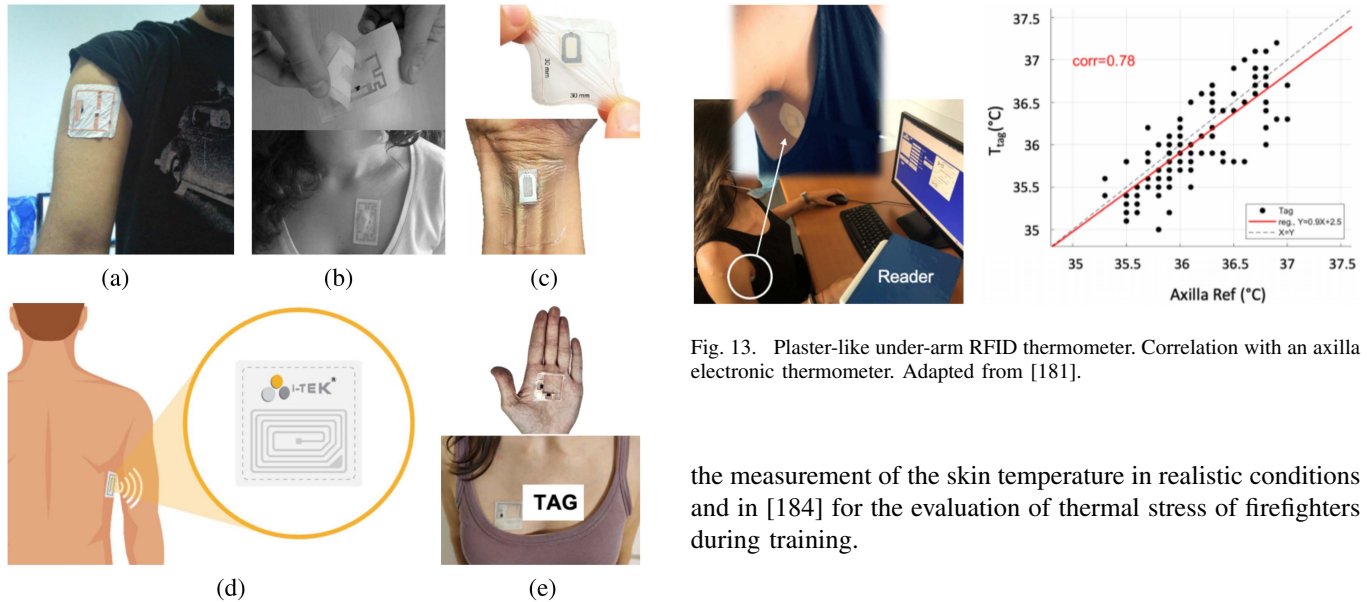 30 mm
30 mm
(a)
(b)
(c)
I-TEK
(d)
TAG
(e)
Reader
corr=0.78
37.5
37
36.5
36
35.5
35
T_tag(°C)
Tag
reg., Y=0.9X+2.5
X=Y
35
35.5
36
36.5
37
37.5
Axilla Ref (°C)
Fig. 13. Plaster-like under-arm RFID thermometer. Correlation with an axilla
electronic thermometer. Adapted from [181].
the measurement of the skin temperature in realistic conditions
and in [184] for the evaluation of thermal stress of firefighters
during training.